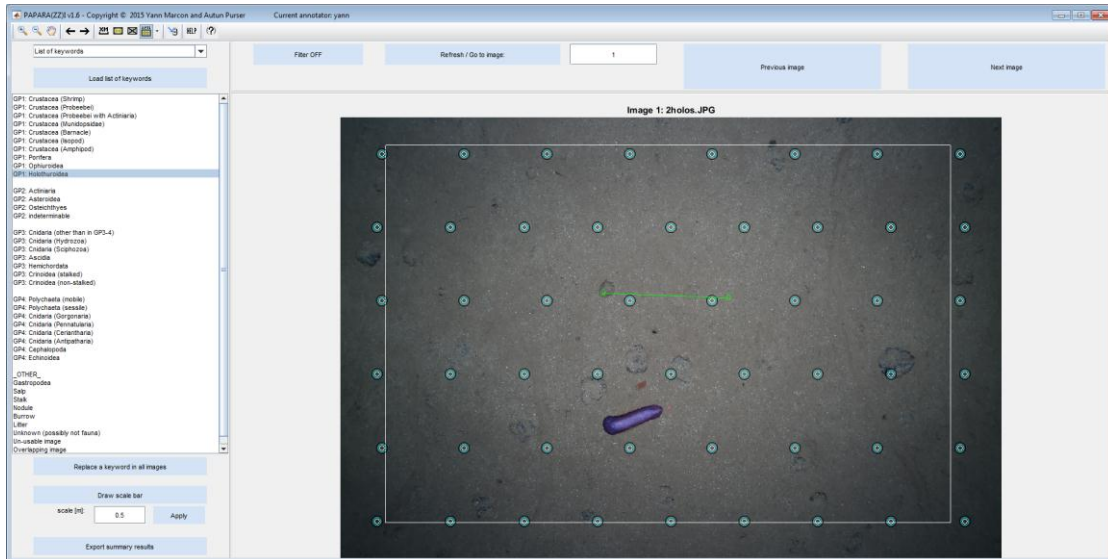 PAPARA(ZZ)I v1.6 - Copyright © 2015 Yann Marcon and Autun Purser Current annotator: yann
XML HELP
List of keywords
Load list of keywords
Filter OFF
Refresh / Go to image:
1
Previous image
Next image
GP1: Crustacea (Shrimp)
GP1: Crustacea (Probeebei)
GP1: Crustacea (Probeebei with Actiniaria)
GP1: Crustacea (Munidopsidae)
GP1: Crustacea (Barnacle)
GP1: Crustacea (Isopod)
GP1: Crustacea (Amphipod)
GP1: Porifera
GP1: Ophiuroidea
GP1: Holothuroidea
GP2: Actiniaria
GP2: Asteroidea
GP2: Osteichthyes
GP2: indeterminable
GP3: Cnidaria (other than in GP3-4)
GP3: Cnidaria (Hydrozoa)
GP3: Cnidaria (Sciphozoa)
GP3: Ascidia
GP3: Hemichordata
GP3: Crinoidea (stalked)
GP3: Crinoidea (non-stalked)
GP4: Polychaeta (mobile)
GP4: Polychaeta (sessile)
GP4: Cnidaria (Gorgonaria)
GP4: Cnidaria (Pennatularia)
GP4: Cnidaria (Ceriantharia)
GP4: Cnidaria (Antipatharia)
GP4: Cephalopoda
GP4: Echinoidea
_OTHER_
Gastropodea
Salp
Stalk
Nodule
Burrow
Litter
Unknown (possibly not fauna)
Un-usable image
Overlapping image
Image 1: 2holos.JPG
Replace a keyword in all images
Draw scale bar
scale [m]: 0.5 Apply
Export summary results